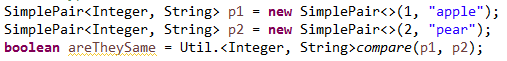 SimplePair<Integer, String> p1 = new SimplePair<>(1, "apple");
SimplePair<Integer, String> p2 = new SimplePair<>(2, "pear");
boolean areTheySame = Util.<Integer, String>compare(p1, p2);